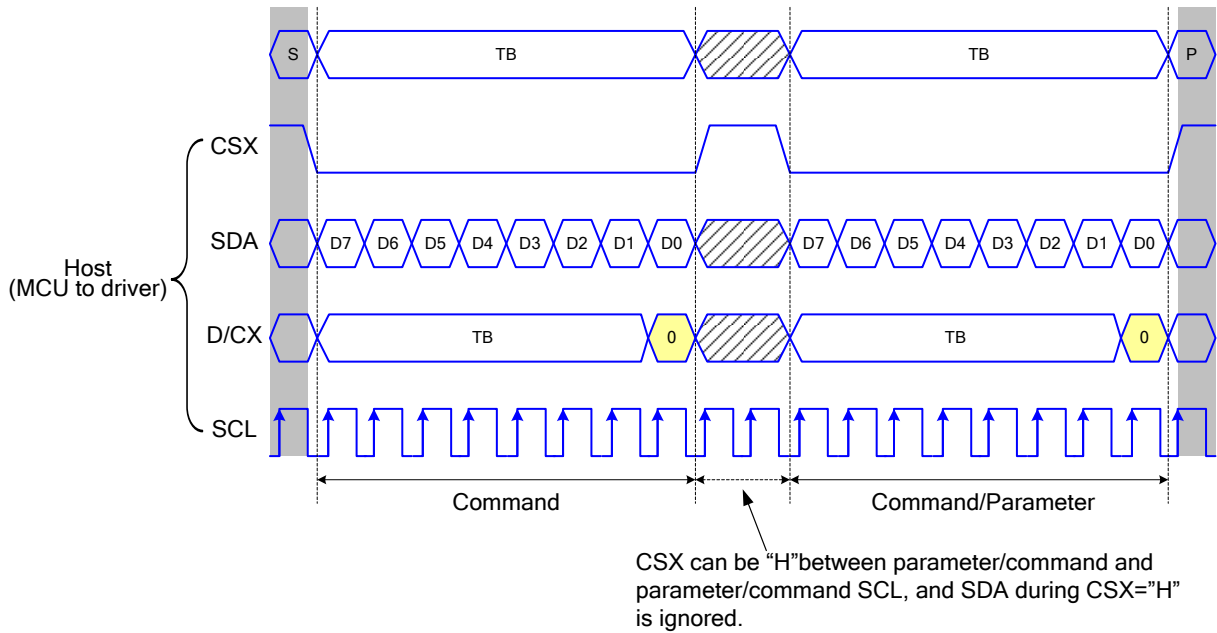 S TB TB P
CSX
SDA D7 D6 D5 D4 D3 D2 D1 D0 D7 D6 D5 D4 D3 D2 D1 D0
Host
(MCU to driver)
D/CX TB 0 TB 0
SCL
Command Command/Parameter
CSX can be “H”between parameter/command and
parameter/command SCL, and SDA during CSX=”H”
is ignored.